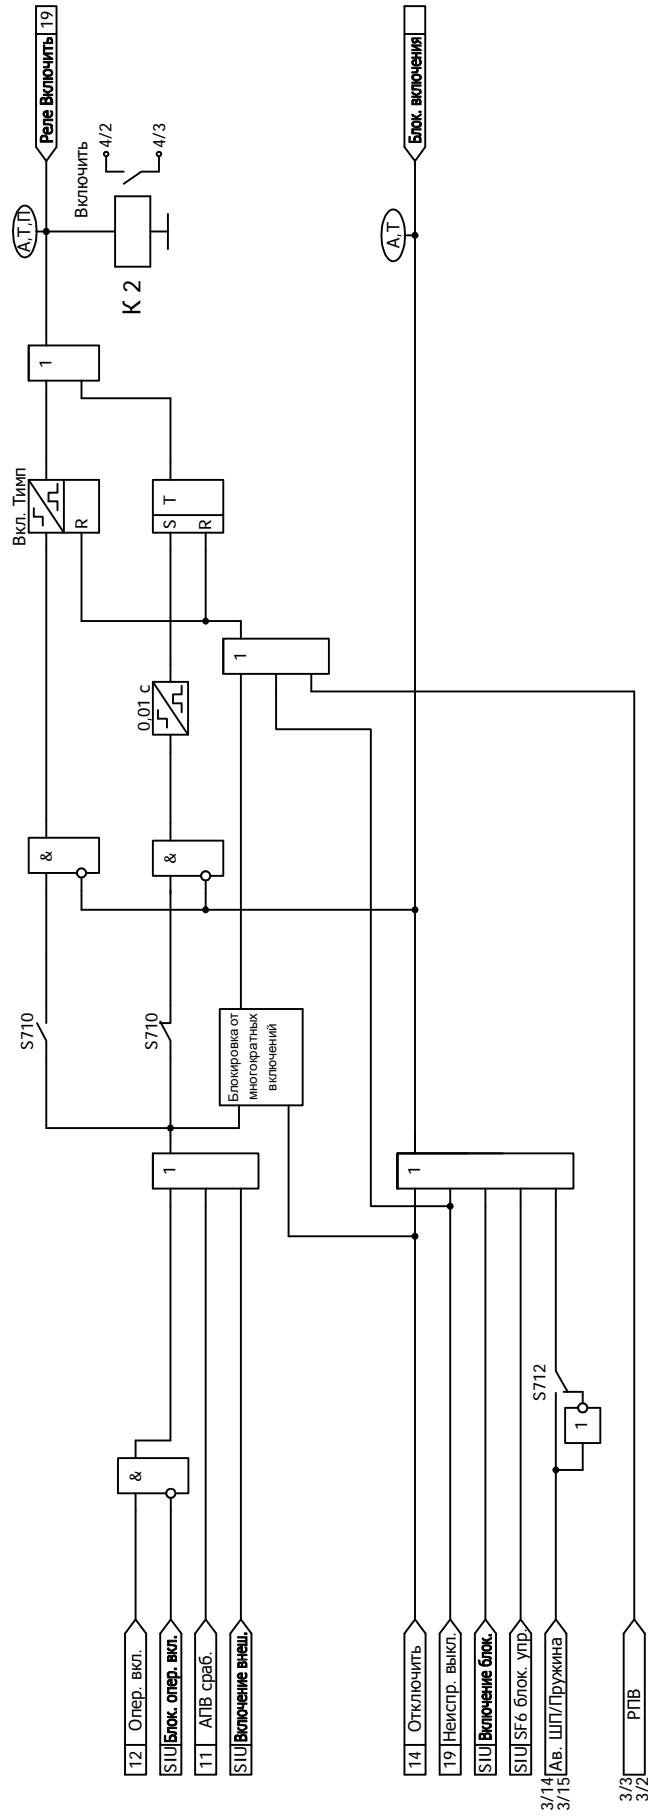 Реле Включить 19
Блок. включения
А,Т,П
Включить
4/2
4/3
К 2
А,Т
1
Вкл. Тимп
R
S T
R
1
0,01 с
&
&
S710
S710
Блокировка от
многократных
включений
1
1
S712
1
&
12 Опер. вкл.
SIU Блок. опер. вкл.
11 АПВ сраб.
SIU Включение внеш.
14 Отключить
19 Неиспр. выкл.
SIU Включение блок.
SIU SF6 блок. упр.
3/14
3/15
Ав. ШП/Пружина
3/3
3/2
РПВ